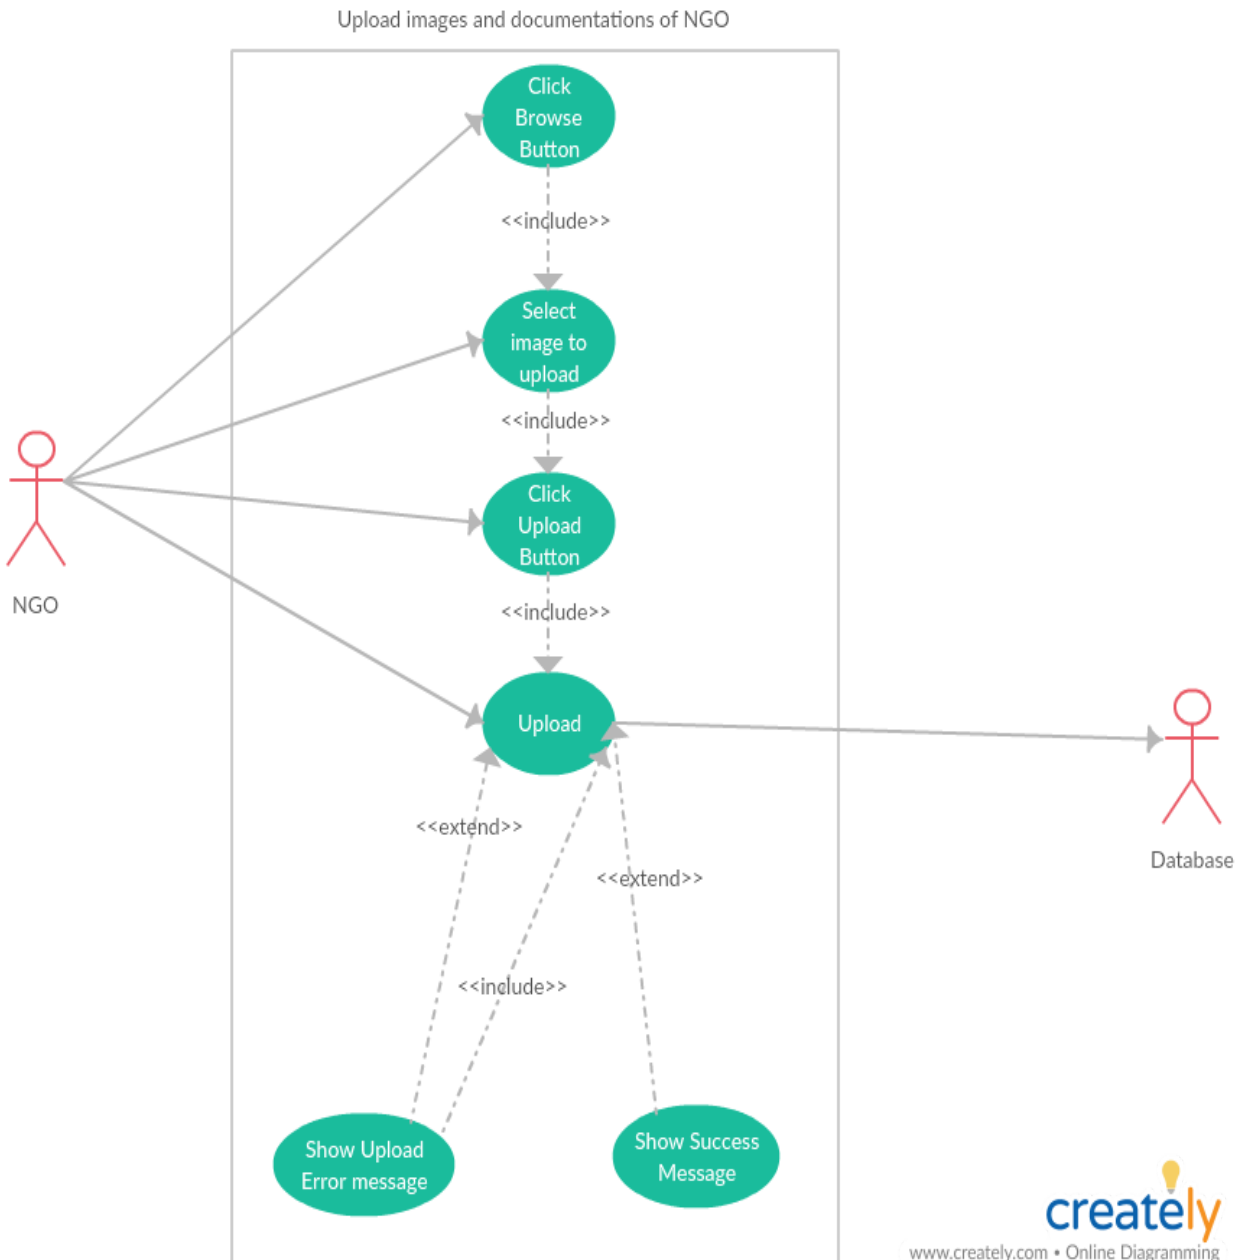 Upload images and documentations of NGO
Click
Browse
Button
<<include>>
Select
image to
upload
<<include>>
Click
Upload
Button
<<include>>
NGO
Upload
<<extend>>
Database
<<extend>>
<<include>>
Show Upload
Error message
Show Success
Message
creately
www.creately.com • Online Diagramming